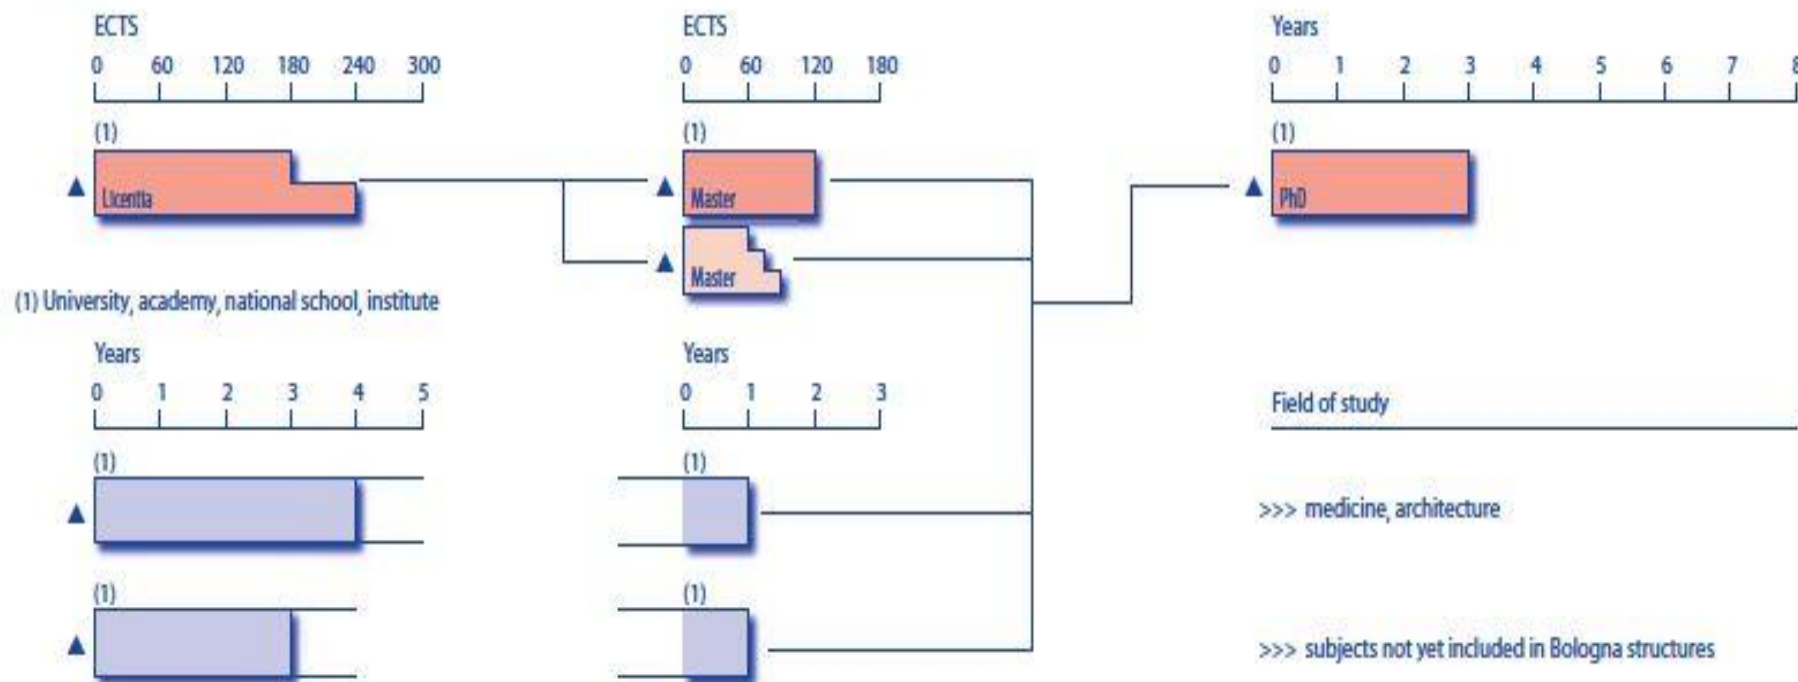 ECTS
ECTS
Years
0 60 120 180 240 300
0 60 120 180
0 1 2 3 4 5 6 7 8
(1)
(1)
(1)
Licentia
Master
PhD
Master
(1) University, academy, national school, institute
Years
Years
0 1 2 3 4 5
0 1 2 3
Field of study
(1)
(1)
>>> medicine, architecture
(1)
(1)
>>> subjects not yet included in Bologna structures